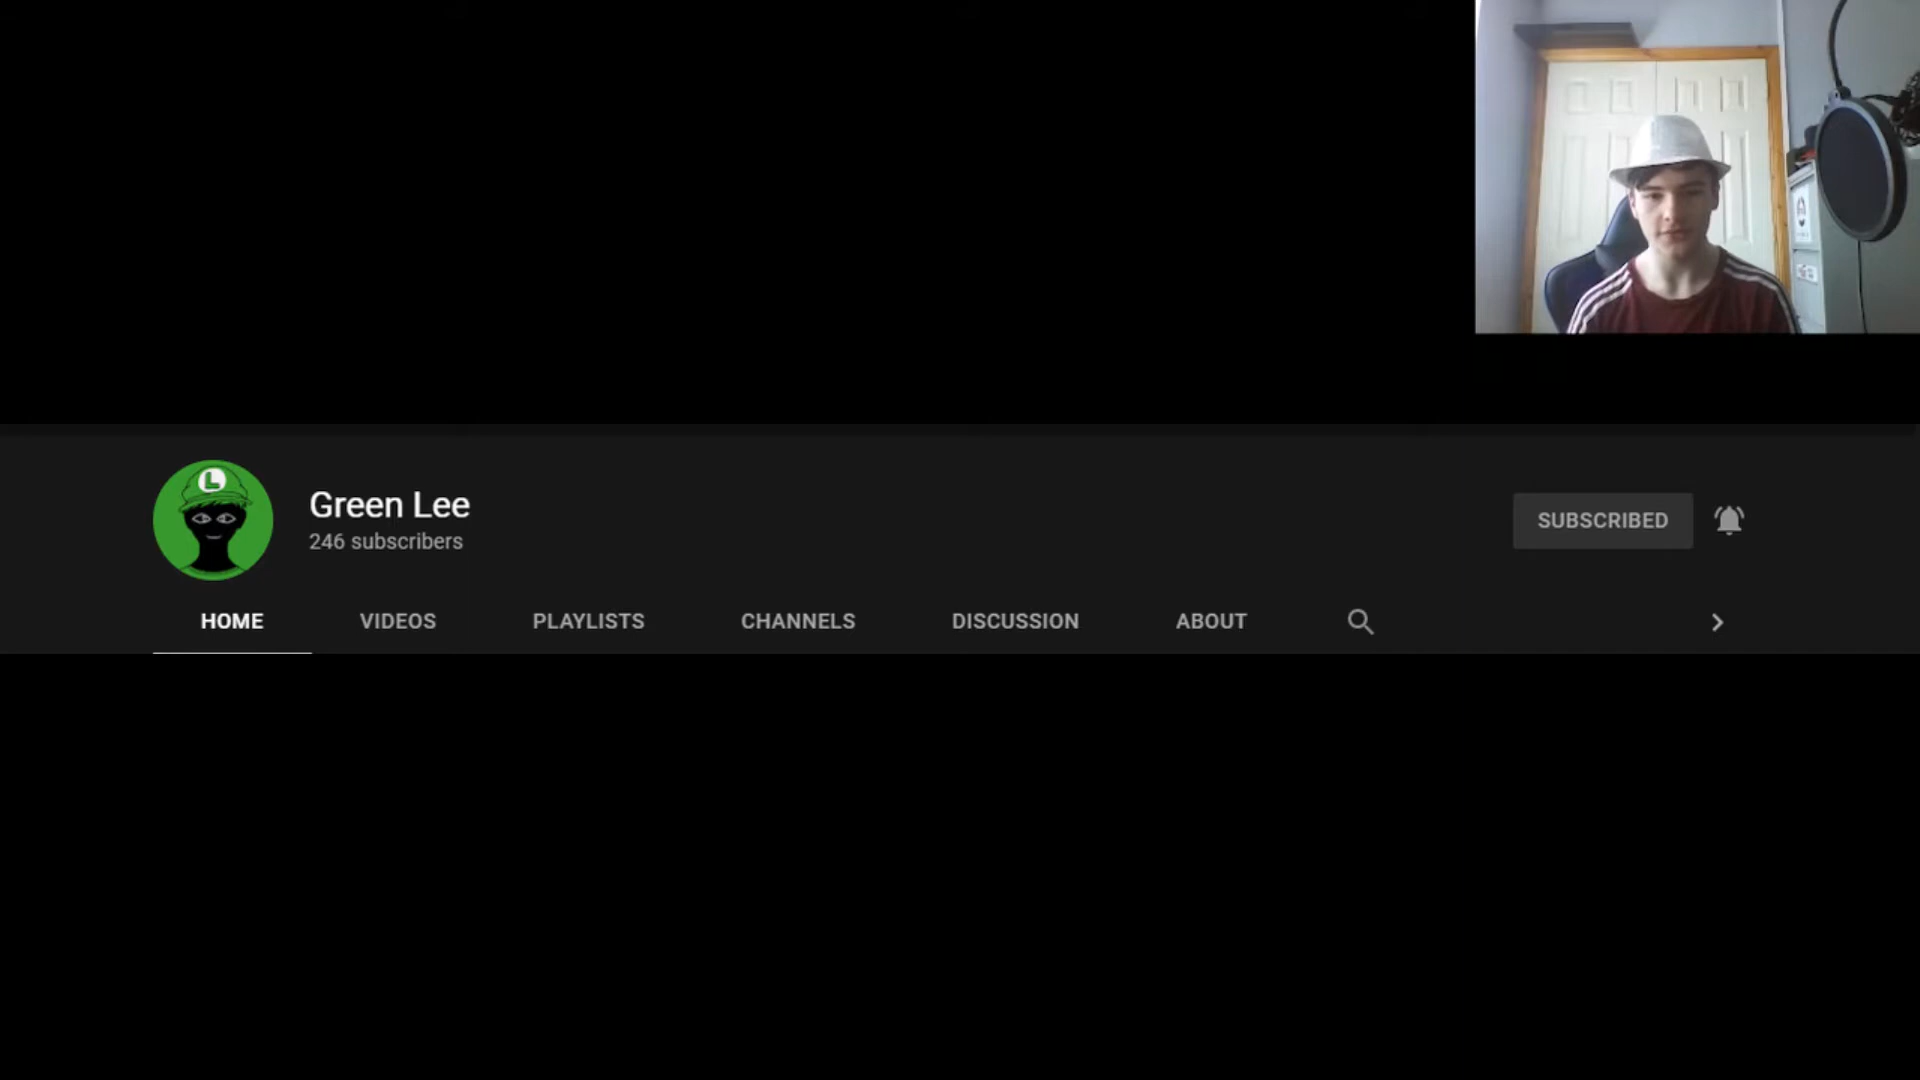 L
Green Lee
246 subscribers
SUBSCRIBED
HOME VIDEOS PLAYLISTS CHANNELS DISCUSSION ABOUT